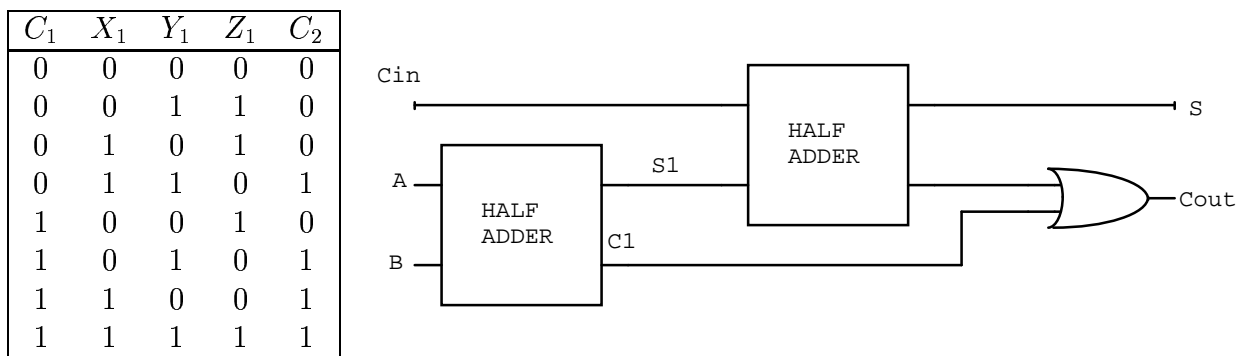 C₁ X₁ Y₁ Z₁ C₂
0 0 0 0 0
0 0 1 1 0
0 1 0 1 0
0 1 1 0 1
1 0 0 1 0
1 0 1 0 1
1 1 0 0 1
1 1 1 1 1
Cin
S
HALF
ADDER
A
S1
HALF
ADDER
Cout
C1
B